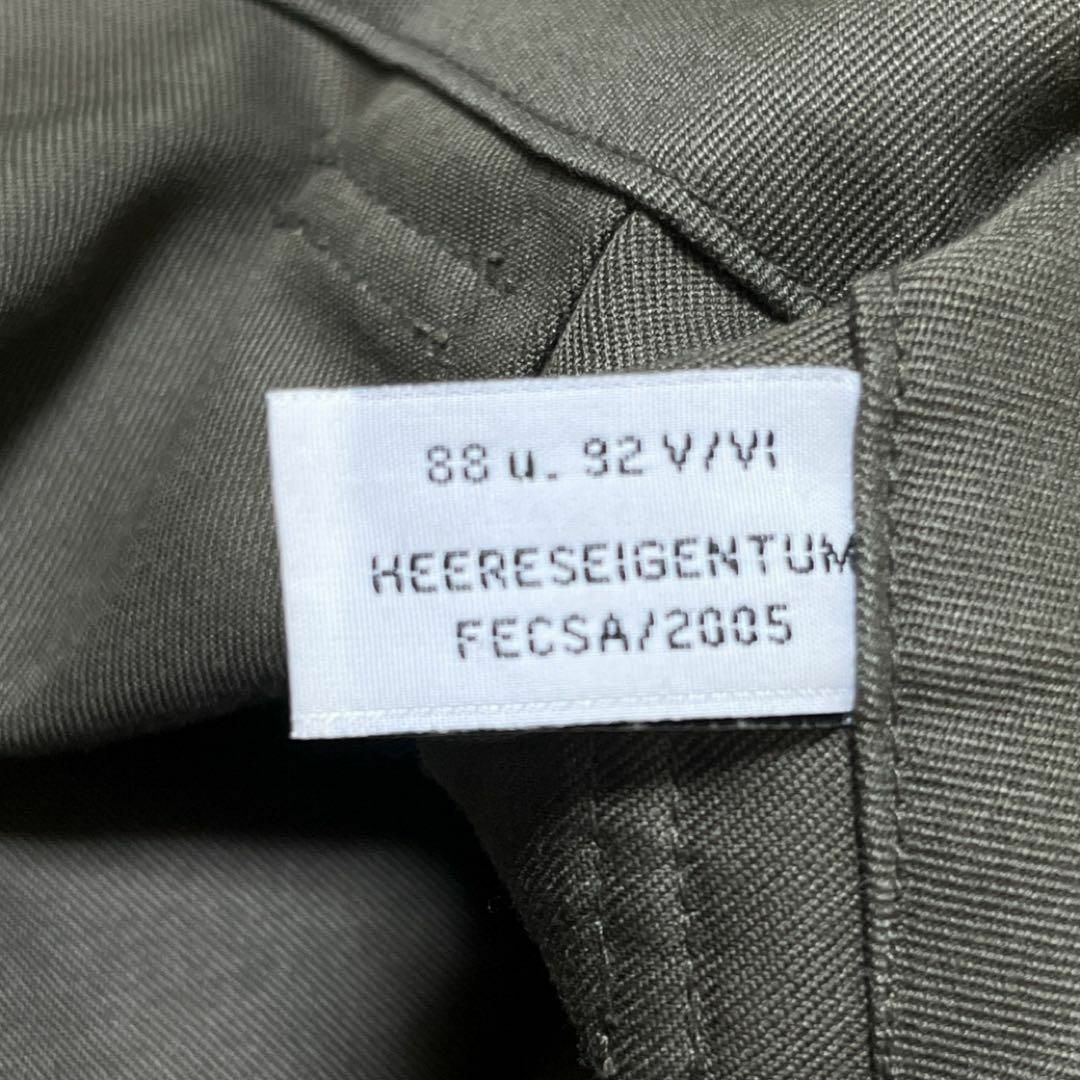 88 u. 92 V/VI
HEERESEIGENTUM
FECSA/2005